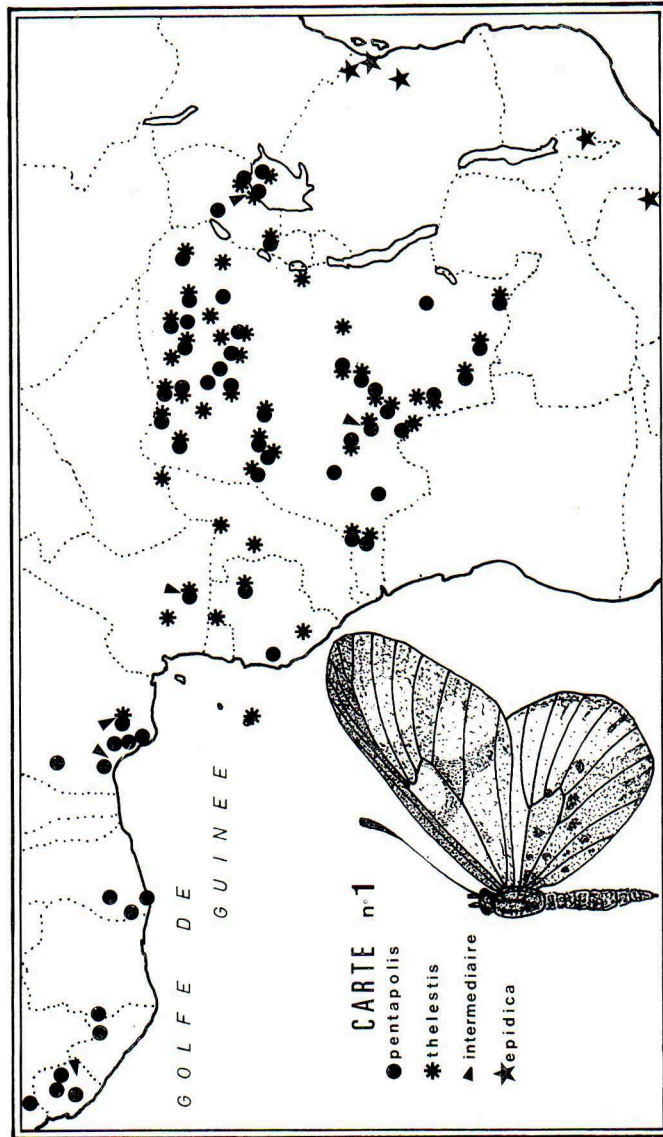 GOLFE DE
GUINEE
CARTE n°1
pentapolis
thelestis
intermediaire
epidica